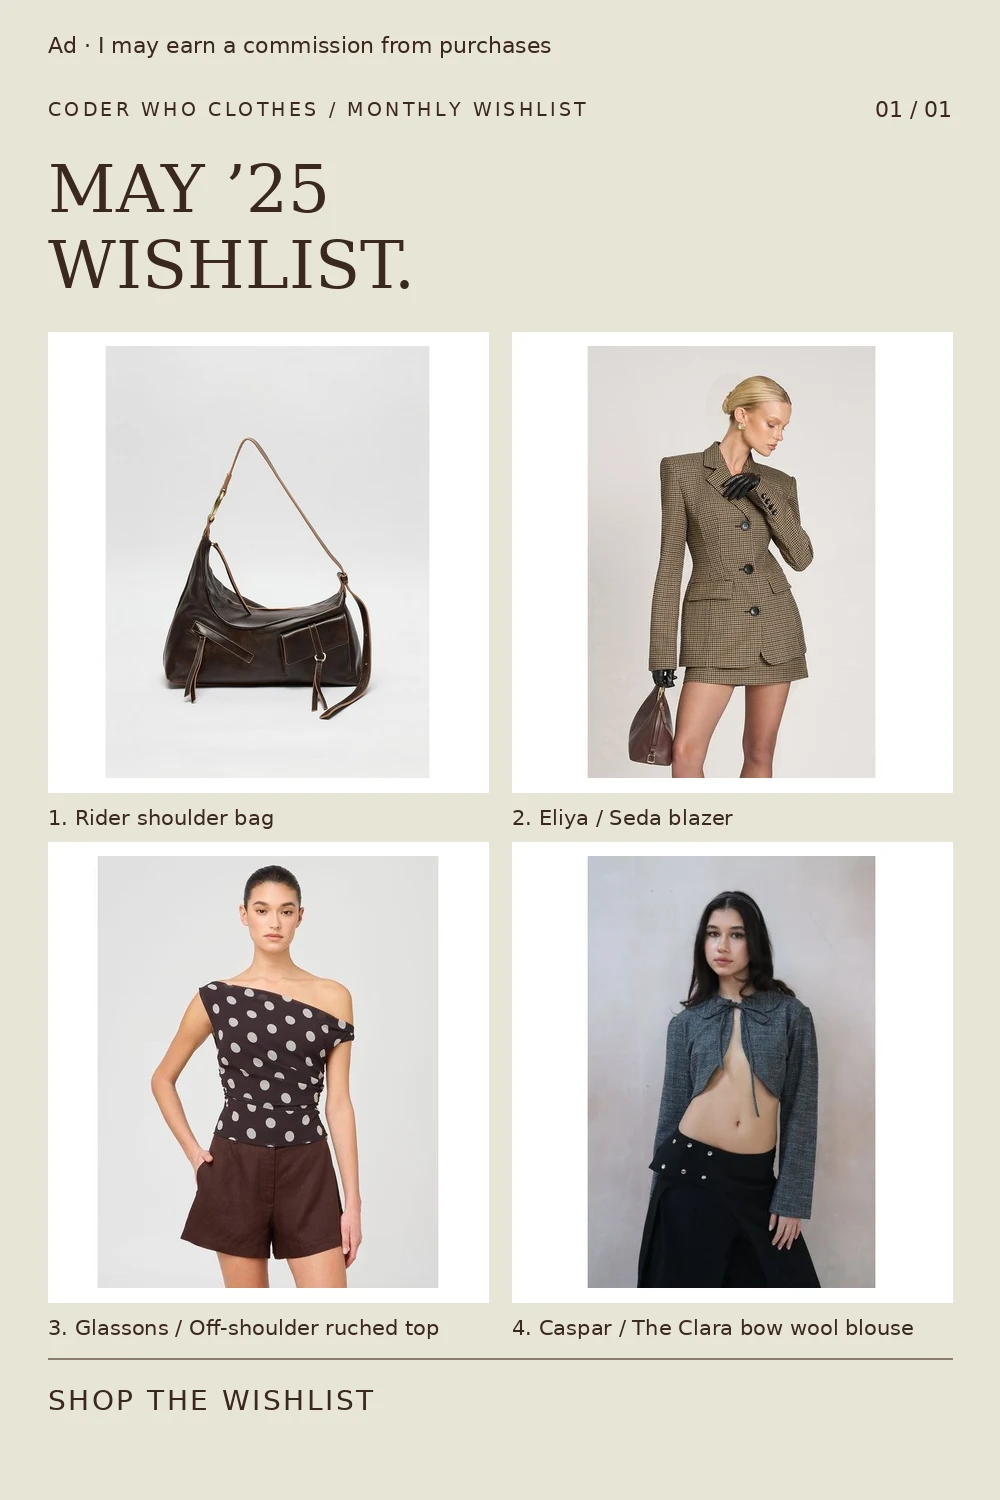 Ad · I may earn a commission from purchases
CODER WHO CLOTHES / MONTHLY WISHLIST
01 / 01
MAY ’25
WISHLIST.
1. Rider shoulder bag
2. Eliya / Seda blazer
3. Glassons / Off-shoulder ruched top
4. Caspar / The Clara bow wool blouse
SHOP THE WISHLIST